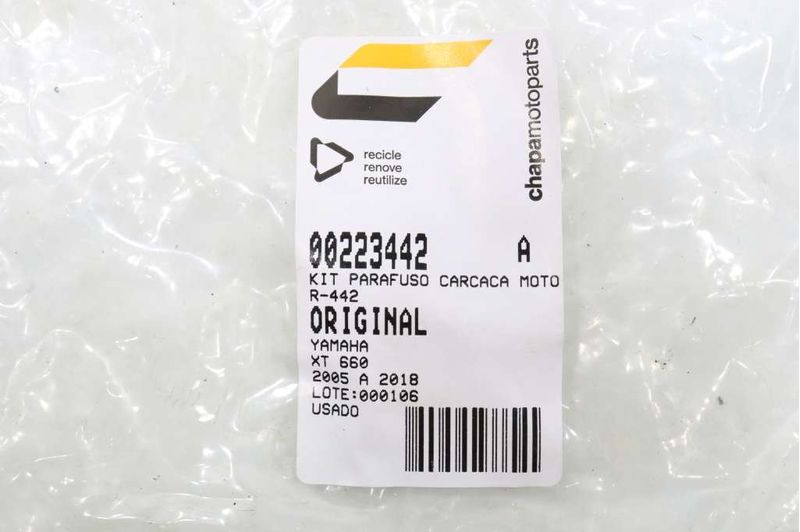 chapamotoparts
recicle
renove
reutilize
00223442 A
KIT PARAFUSO CARCACA MOTO
R-442
ORIGINAL
YAMAHA
XT 660
2005 A 2018
LOTE:000106
USADO